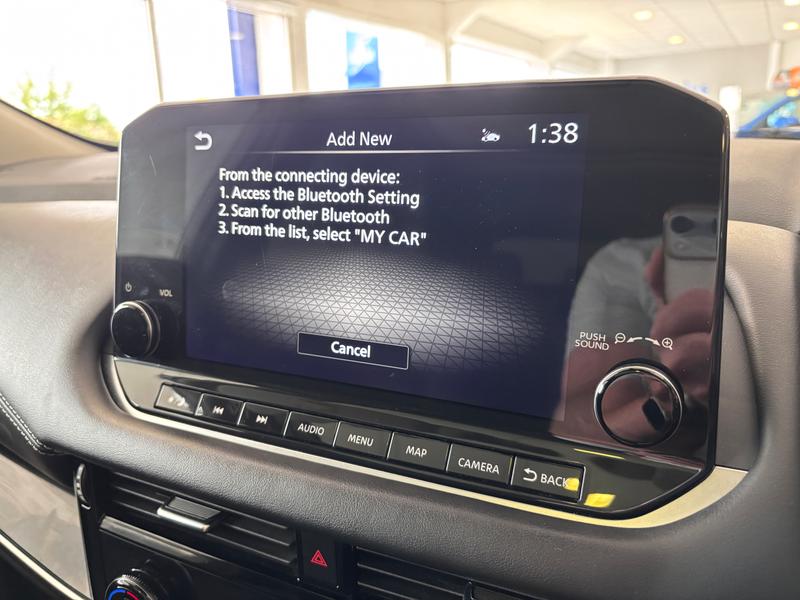 Add New
1:38
From the connecting device:
1. Access the Bluetooth Setting
2. Scan for other Bluetooth
3. From the list, select "MY CAR"
Cancel
VOL
PUSH
SOUND
AUDIO
MENU
MAP
CAMERA
BACK